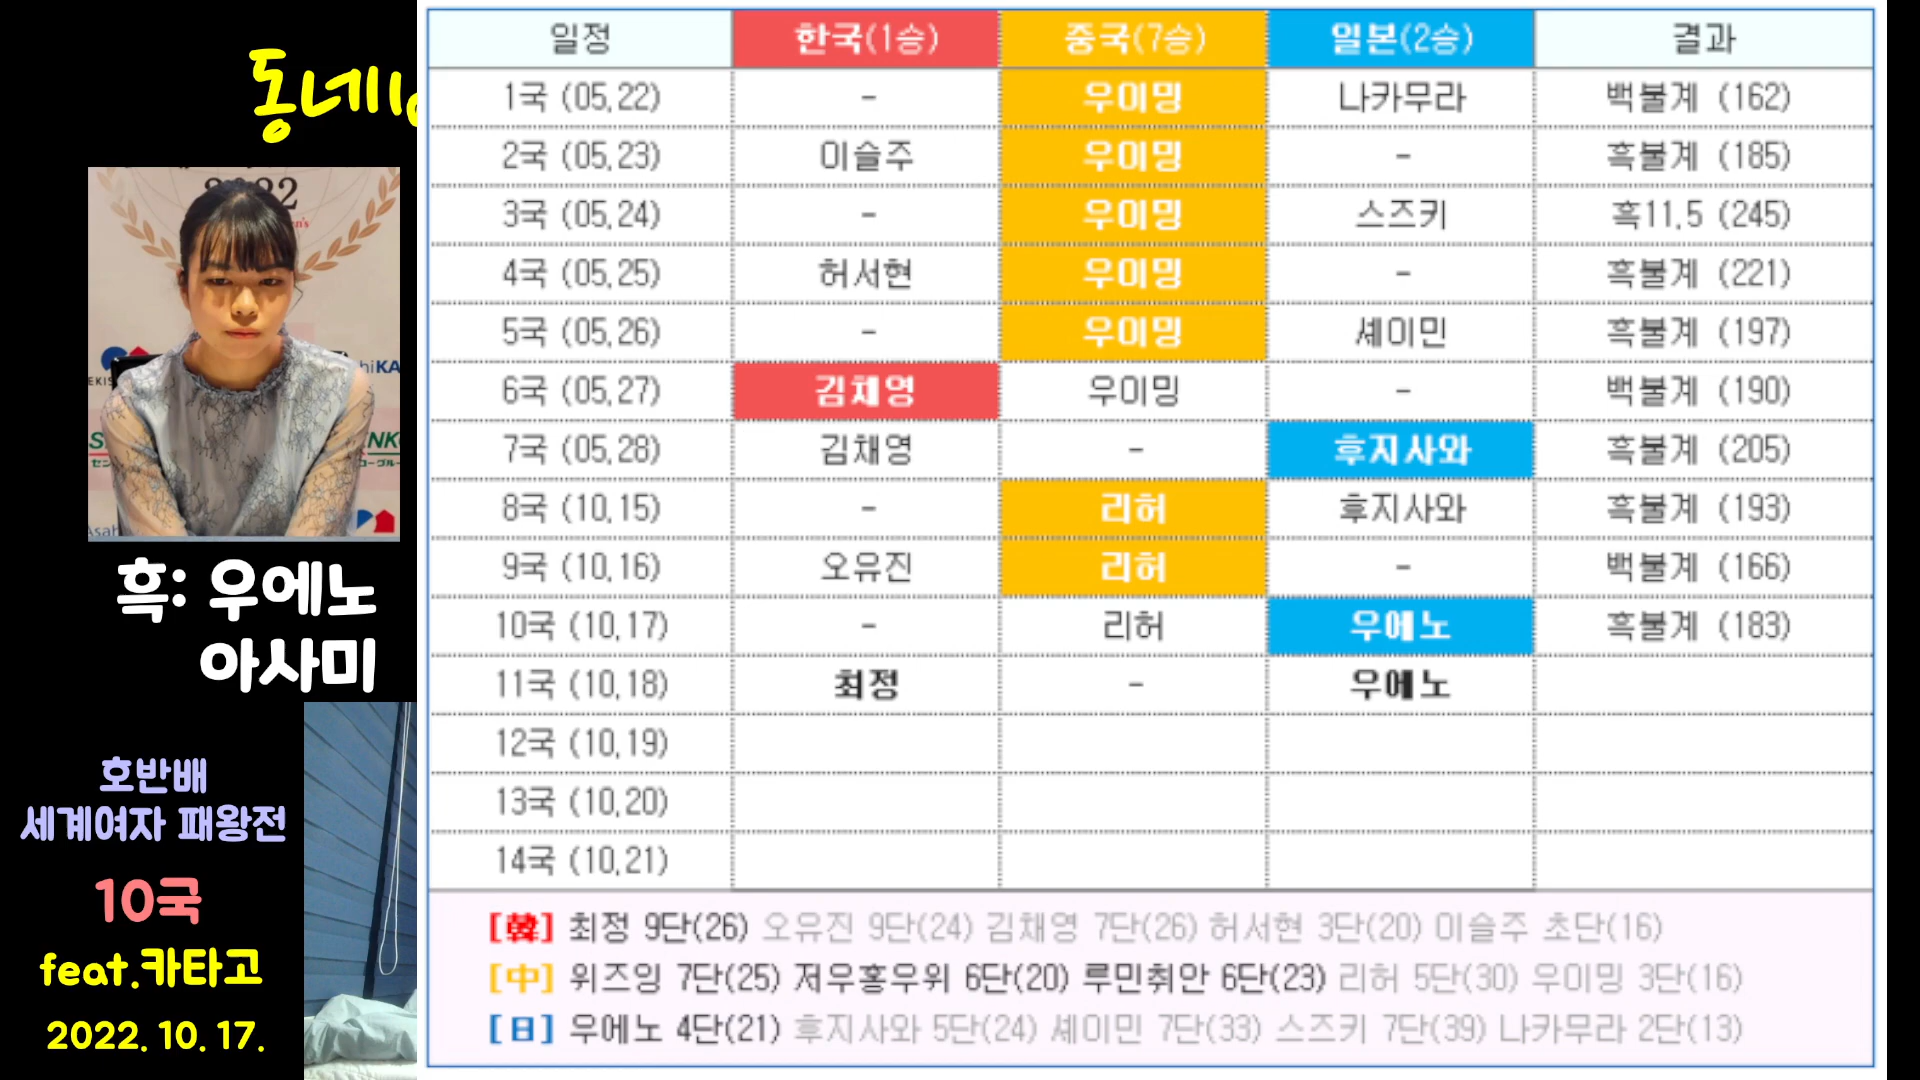 동네
2022
흑: 우에노
아사미
호반배
세계여자 패왕전
10국
feat.카타고
2022. 10. 17.
일정 한국(1승) 중국(7승) 일본(2승) 결과
1국 (05,22) - 우이밍 나카무라 백불계 (162)
2국 (05,23) 이슬주 우이밍 - 흑불계 (185)
3국 (05,24) - 우이밍 스즈키 흑11.5 (245)
4국 (05,25) 허서현 우이밍 - 흑불계 (221)
5국 (05,26) - 우이밍 셰이민 흑불계 (197)
6국 (05,27) 김채영 우이밍 - 백불계 (190)
7국 (05,28) 김채영 - 후지사와 흑불계 (205)
8국 (10,15) - 리허 후지사와 흑불계 (193)
9국 (10,16) 오유진 리허 - 백불계 (166)
10국 (10,17) - 리허 우에노 흑불계 (183)
11국 (10,18) 최정 - 우에노
12국 (10,19)
13국 (10,20)
14국 (10,21)
[韓] 최정 9단(26) 오유진 9단(24) 김채영 7단(26) 허서현 3단(20) 이슬주 초단(16)
[中] 위즈잉 7단(25) 저우홍우위 6단(20) 루민취안 6단(23) 리허 5단(30) 우이밍 3단(16)
[日] 우에노 4단(21) 후지사와 5단(24) 셰이민 7단(33) 스즈키 7단(39) 나카무라 2단(13)